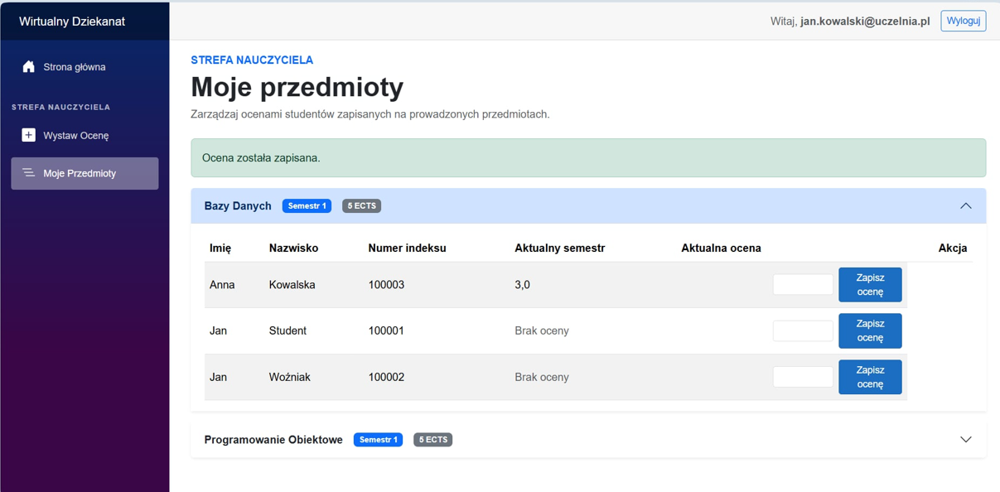 Wirtualny Dziekanat
Witaj, jan.kowalski@uczelnia.pl Wyloguj
Strona główna
STREFA NAUCZYCIELA
Wystaw Ocenę
Moje Przedmioty
STREFA NAUCZYCIELA
Moje przedmioty
Zarządzaj ocenami studentów zapisanych na prowadzonych przedmiotach.
Ocena została zapisana.
Bazy Danych Semestr 1 5 ECTS
Imię Nazwisko Numer indeksu Aktualny semestr Aktualna ocena Akcja
Anna Kowalska 100003 3,0 Zapisz ocenę
Jan Student 100001 Brak oceny Zapisz ocenę
Jan Woźniak 100002 Brak oceny Zapisz ocenę
Programowanie Obiektowe Semestr 1 5 ECTS